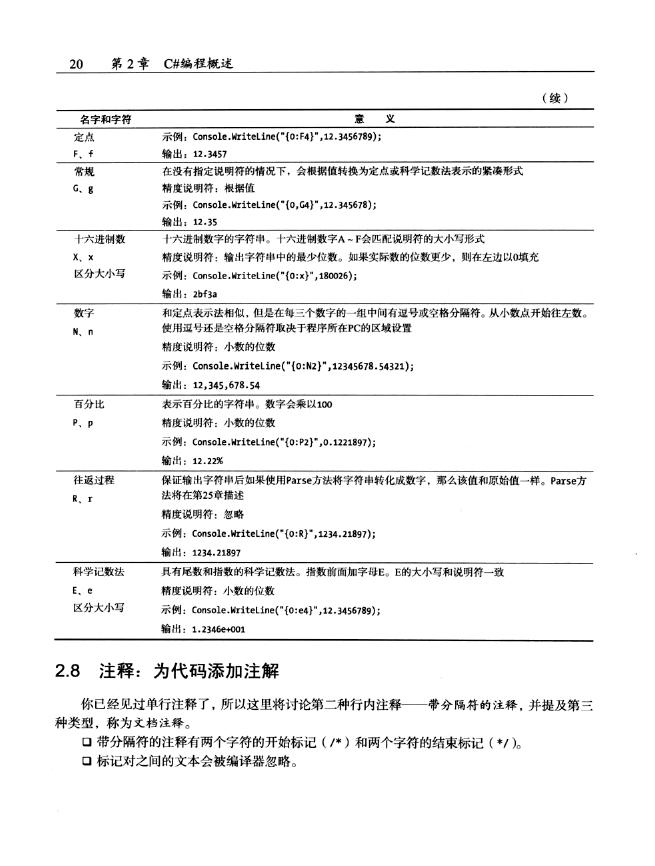 20 第 2 章 C#编程概述
（续）
名字和字符 意 义
定点 示例：Console.WriteLine("{0:F4}",12.3456789);
F、f 输出：12.3457
常规 在没有指定说明符的情况下，会根据值转换为定点或科学记数法表示的紧凑形式
G、g 精度说明符：根据值
示例：Console.WriteLine("{0,G4}",12.345678);
输出：12.35
十六进制数 十六进制数字的字符串。十六进制数字A ~ F会匹配说明符的大小写形式
X、x 精度说明符：输出字符串中的最少位数。如果实际数的位数更少，则在左边以0填充
区分大小写 示例：Console.WriteLine("{0:x}",180026);
输出：2bf3a
数字 和定点表示法相似，但是在每三个数字的一组中间有逗号或空格分隔符。从小数点开始往左数。
N、n 使用逗号还是空格分隔符取决于程序所在PC的区域设置
精度说明符：小数的位数
示例：Console.WriteLine("{0:N2}",12345678.54321);
输出：12,345,678.54
百分比 表示百分比的字符串。数字会乘以100
P、p 精度说明符：小数的位数
示例：Console.WriteLine("{0:P2}",0.1221897);
输出：12.22%
往返过程 保证输出字符串后如果使用Parse方法将字符串转化成数字，那么该值和原始值一样。Parse方
R、r 法将在第25章描述
精度说明符：忽略
示例：Console.WriteLine("{0:R}",1234.21897);
输出：1234.21897
科学记数法 具有尾数和指数的科学记数法。指数前面加字母E。E的大小写和说明符一致
E、e 精度说明符：小数的位数
区分大小写 示例：Console.WriteLine("{0:e4}",12.3456789);
输出：1.2346e+001
2.8 注释：为代码添加注解
你已经见过单行注释了，所以这里将讨论第二种行内注释——带分隔符的注释，并提及第三
种类型，称为文档注释。
❑ 带分隔符的注释有两个字符的开始标记（/*）和两个字符的结束标记（*/）。
❑ 标记对之间的文本会被编译器忽略。